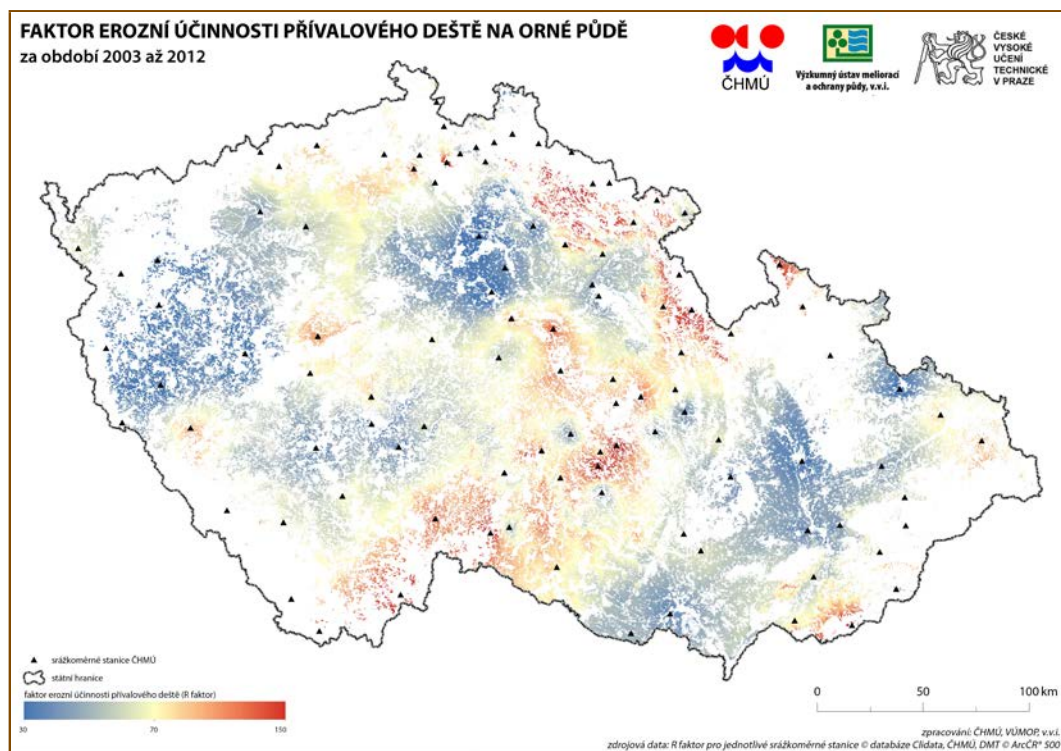 FAKTOR EROZNÍ ÚČINNOSTI PŘÍVALOVÉHO DEŠTĚ NA ORNÉ PŮDĚ
za období 2003 až 2012
ČHMÚ
Výzkumný ústav meliorací
a ochrany půdy, v.v.i.
ČESKÉ
VYSOKÉ
UČENÍ
TECHNICKÉ
V PRAZE
srážkoměrné stanice ČHMÚ
státní hranice
faktor erozní účinnosti přívalového deště (R faktor)
30 70 150
0 50 100 km
zpracování: ČHMÚ, VÚMOP, v.v.i.
zdrojová data: R faktor pro jednotlivé srážkoměrné stanice © databáze Clidata, ČHMÚ, DMT © ArcČR® 500